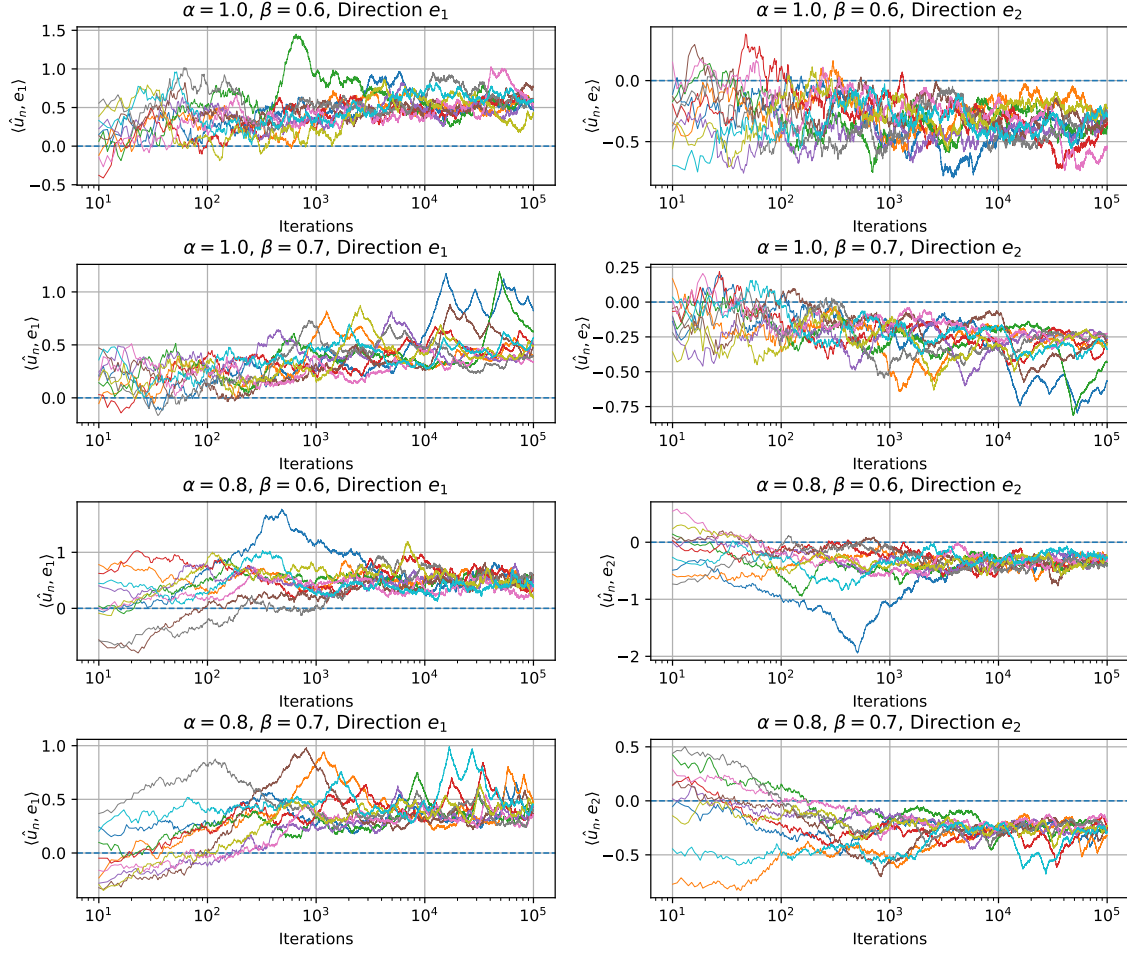 α = 1.0, β = 0.6, Direction e₁
α = 1.0, β = 0.6, Direction e₂
1.5
1.0
0.5
0.0
−0.5
⟨ûₙ, e₁⟩
10¹ 10² 10³ 10⁴ 10⁵
Iterations
0.0
−0.5
⟨ûₙ, e₂⟩
10¹ 10² 10³ 10⁴ 10⁵
Iterations
α = 1.0, β = 0.7, Direction e₁
α = 1.0, β = 0.7, Direction e₂
1.0
0.5
0.0
⟨ûₙ, e₁⟩
10¹ 10² 10³ 10⁴ 10⁵
Iterations
0.25
0.00
−0.25
−0.50
−0.75
⟨ûₙ, e₂⟩
10¹ 10² 10³ 10⁴ 10⁵
Iterations
α = 0.8, β = 0.6, Direction e₁
α = 0.8, β = 0.6, Direction e₂
1
0
⟨ûₙ, e₁⟩
10¹ 10² 10³ 10⁴ 10⁵
Iterations
0
−1
−2
⟨ûₙ, e₂⟩
10¹ 10² 10³ 10⁴ 10⁵
Iterations
α = 0.8, β = 0.7, Direction e₁
α = 0.8, β = 0.7, Direction e₂
1.0
0.5
0.0
⟨ûₙ, e₁⟩
10¹ 10² 10³ 10⁴ 10⁵
Iterations
0.5
0.0
−0.5
⟨ûₙ, e₂⟩
10¹ 10² 10³ 10⁴ 10⁵
Iterations